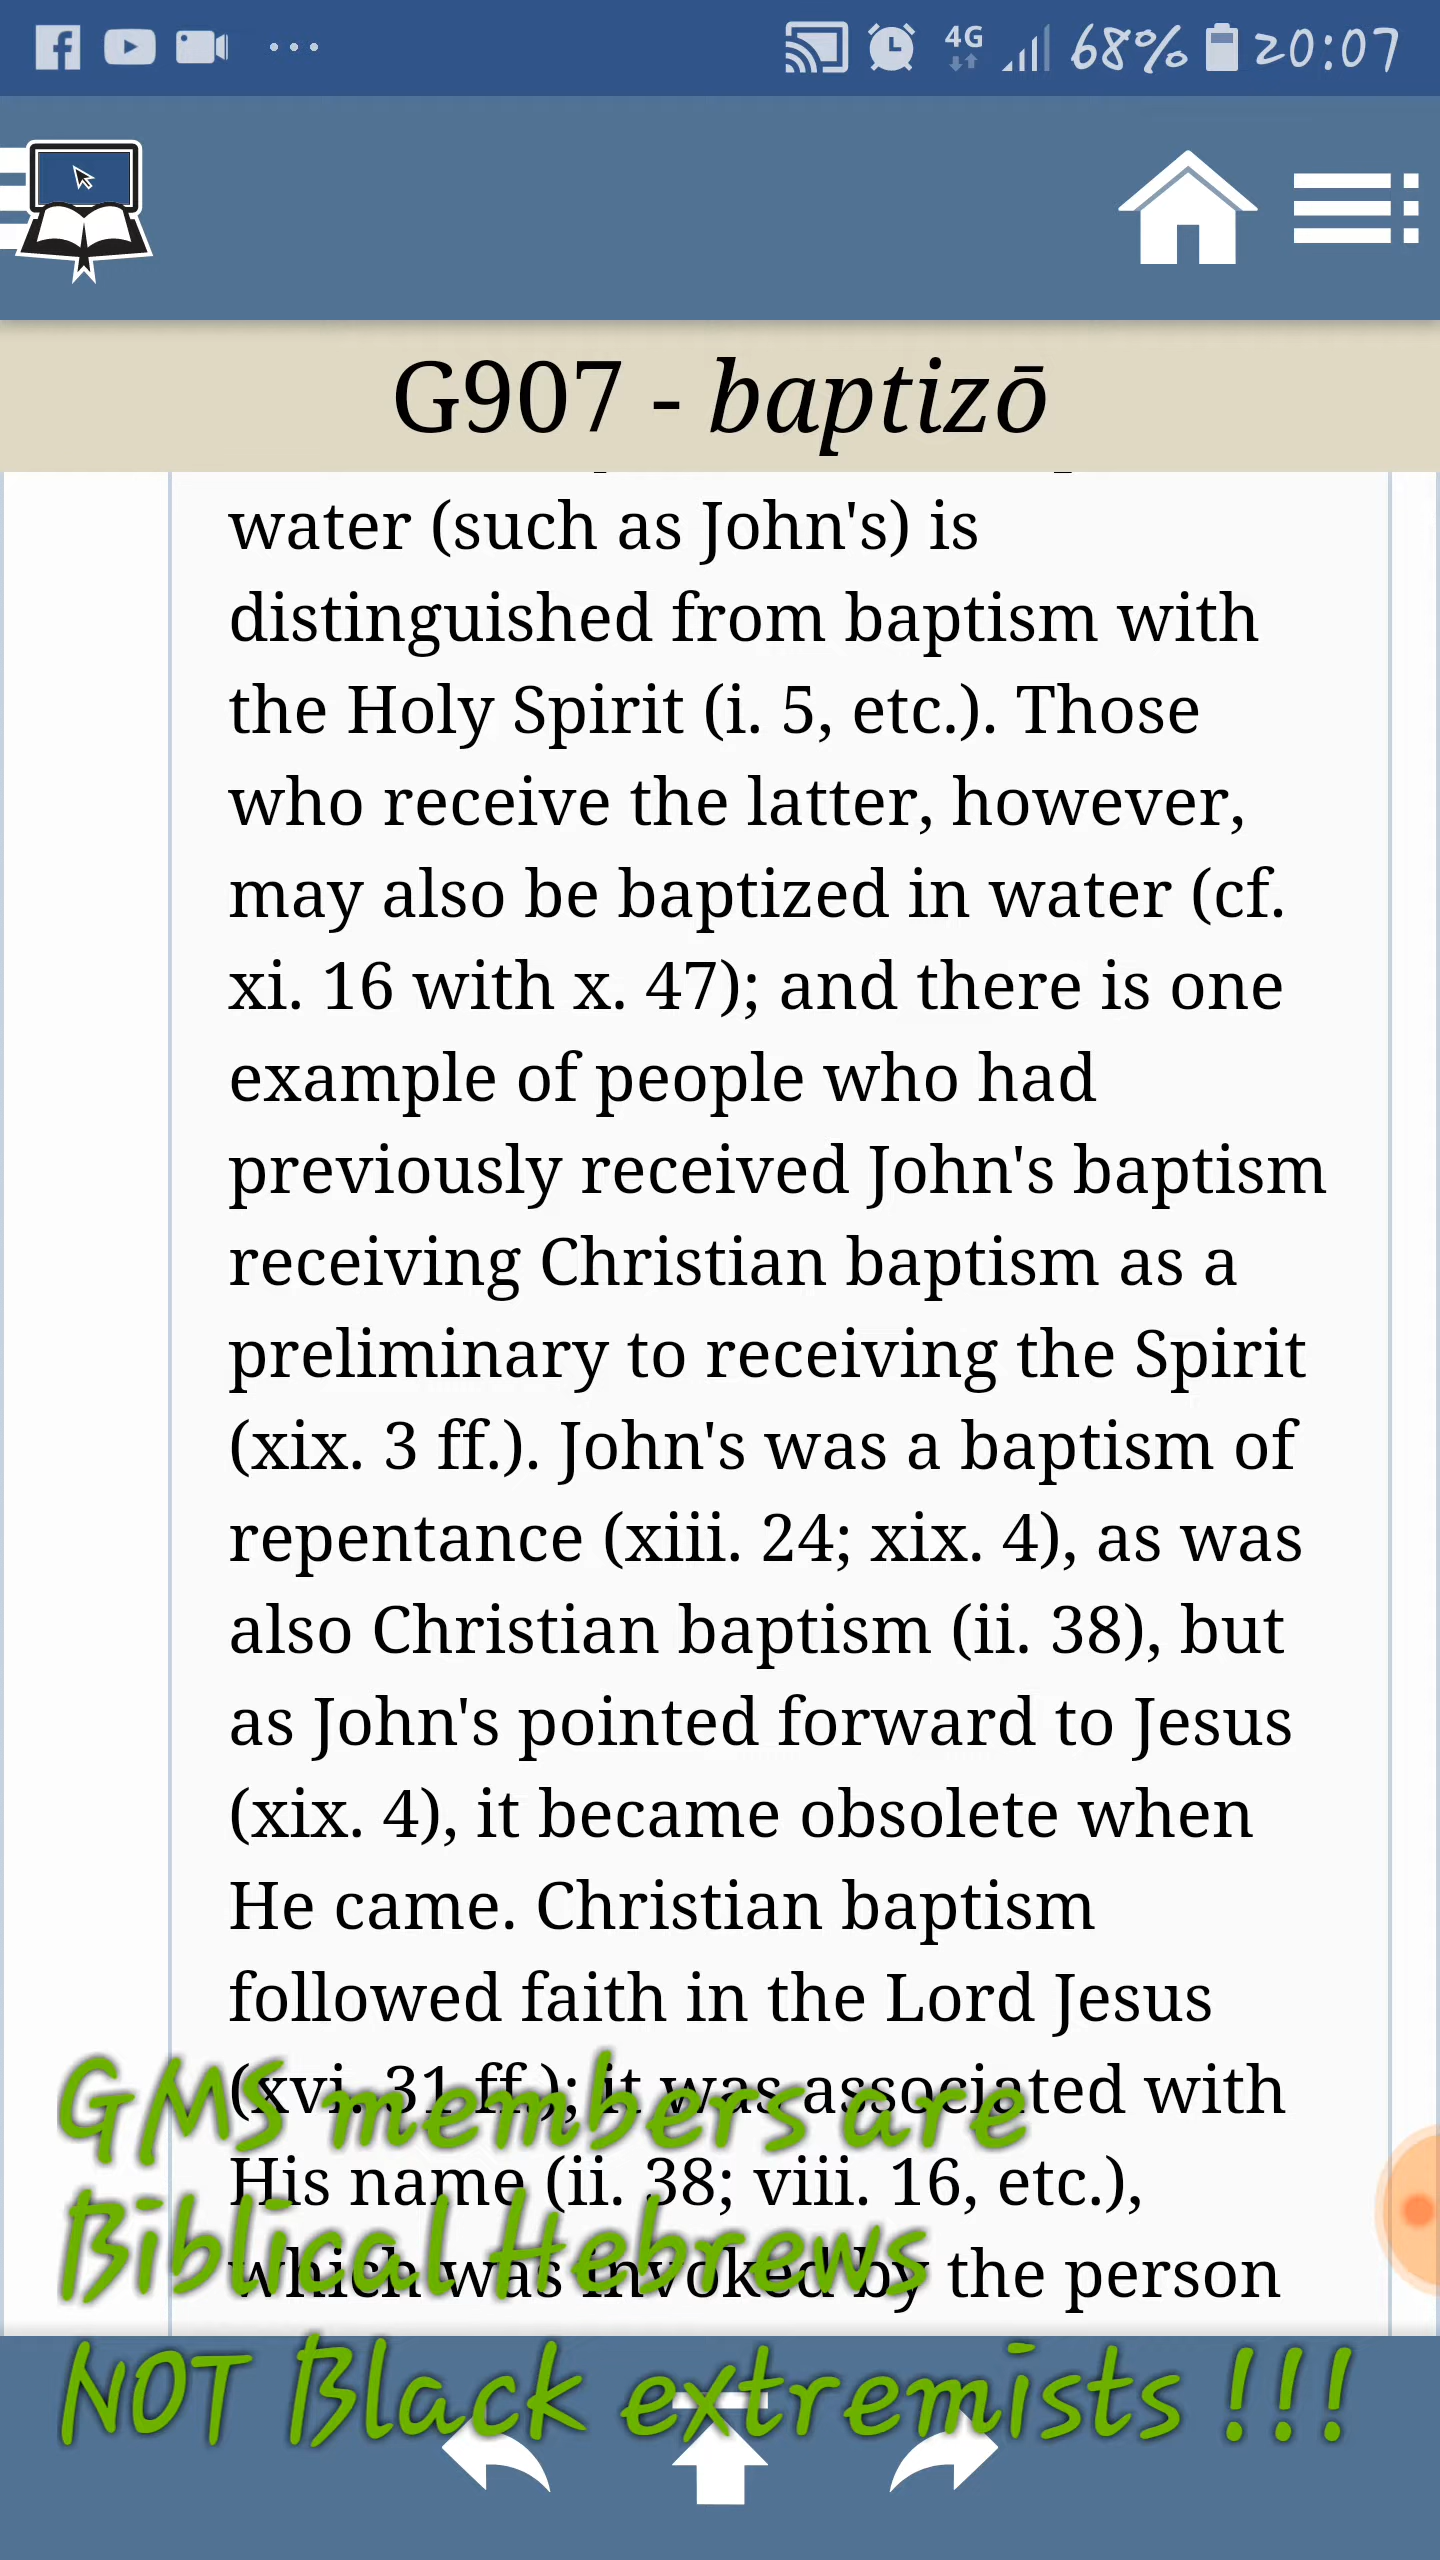 4G 68% 20:07
G907 - baptizō
water (such as John's) is
distinguished from baptism with
the Holy Spirit (i. 5, etc.). Those
who receive the latter, however,
may also be baptized in water (cf.
xi. 16 with x. 47); and there is one
example of people who had
previously received John's baptism
receiving Christian baptism as a
preliminary to receiving the Spirit
(xix. 3 ff.). John's was a baptism of
repentance (xiii. 24; xix. 4), as was
also Christian baptism (ii. 38), but
as John's pointed forward to Jesus
(xix. 4), it became obsolete when
He came. Christian baptism
followed faith in the Lord Jesus
(xvi. 31 ff.); it was associated with
His name (ii. 38; viii. 16, etc.),
which was invoked by the person
GMS members are
Biblical Hebrews
NOT Black extremists !!!